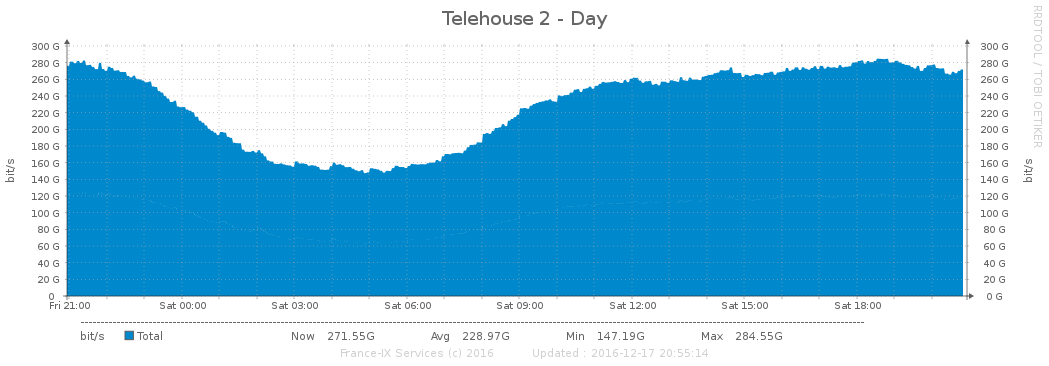 Telehouse 2 - Day
RRDTOOL / TOBI OETIKER
bit/s
300 G 300 G
280 G 280 G
260 G 260 G
240 G 240 G
220 G 220 G
200 G 200 G
180 G 180 G
160 G 160 G
140 G 140 G
120 G 120 G
100 G 100 G
80 G 80 G
60 G 60 G
40 G 40 G
20 G 20 G
0 0 G
bit/s
Fri 21:00 Sat 00:00 Sat 03:00 Sat 06:00 Sat 09:00 Sat 12:00 Sat 15:00 Sat 18:00
bit/s Total Now 271.55G Avg 228.97G Min 147.19G Max 284.55G
France-IX Services (c) 2016 Updated : 2016-12-17 20:55:14